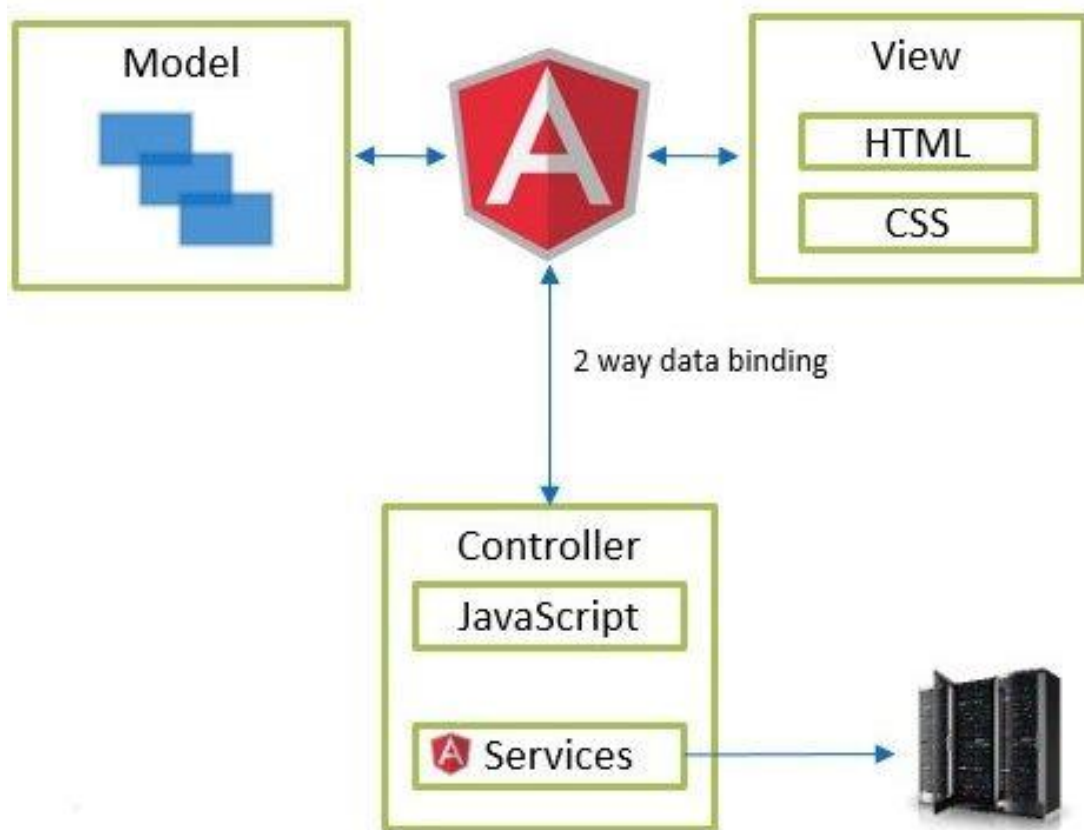 Model
View
HTML
CSS
2 way data binding
Controller
JavaScript
Services